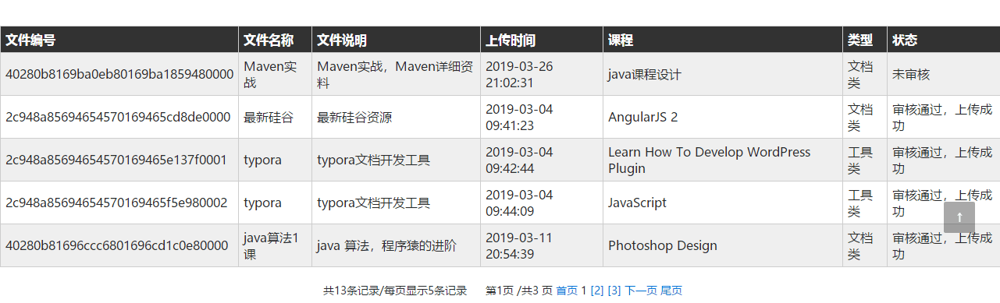 文件编号 文件名称 文件说明 上传时间 课程 类型 状态
40280b8169ba0eb80169ba1859480000 Maven实战 Maven实战，Maven详细资料 2019-03-26 21:02:31 java课程设计 文档类 未审核
2c948a85694654570169465cd8de0000 最新硅谷 最新硅谷资源 2019-03-04 09:41:23 AngularJS 2 文档类 审核通过，上传成功
2c948a85694654570169465e137f0001 typora typora文档开发工具 2019-03-04 09:42:44 Learn How To Develop WordPress Plugin 工具类 审核通过，上传成功
2c948a85694654570169465f5e980002 typora typora文档开发工具 2019-03-04 09:44:09 JavaScript 工具类 审核通过，上传成功
40280b81696ccc6801696cd1c0e80000 java算法1课 java 算法，程序猿的进阶 2019-03-11 20:54:39 Photoshop Design 文档类 审核通过，上传成功
共13条记录/每页显示5条记录 第1页 /共3 页 首页 1 [2] [3] 下一页 尾页